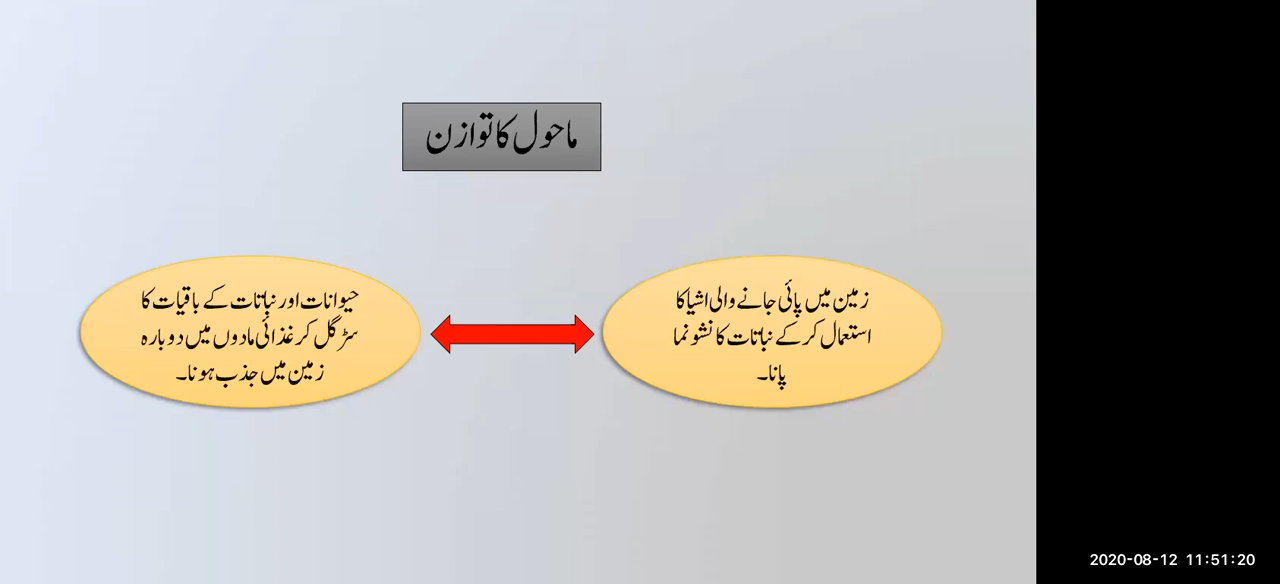 ماحول کا توازن
زمین میں پائی جانے والی اشیا کا
استعمال کر کے نباتات کا نشو نما
پانا۔
حیوانات اور نباتات کے باقیات کا
سڑ گل کر غذائی مادوں میں دوبارہ
زمین میں جذب ہونا۔
2020-08-12 11:51:20